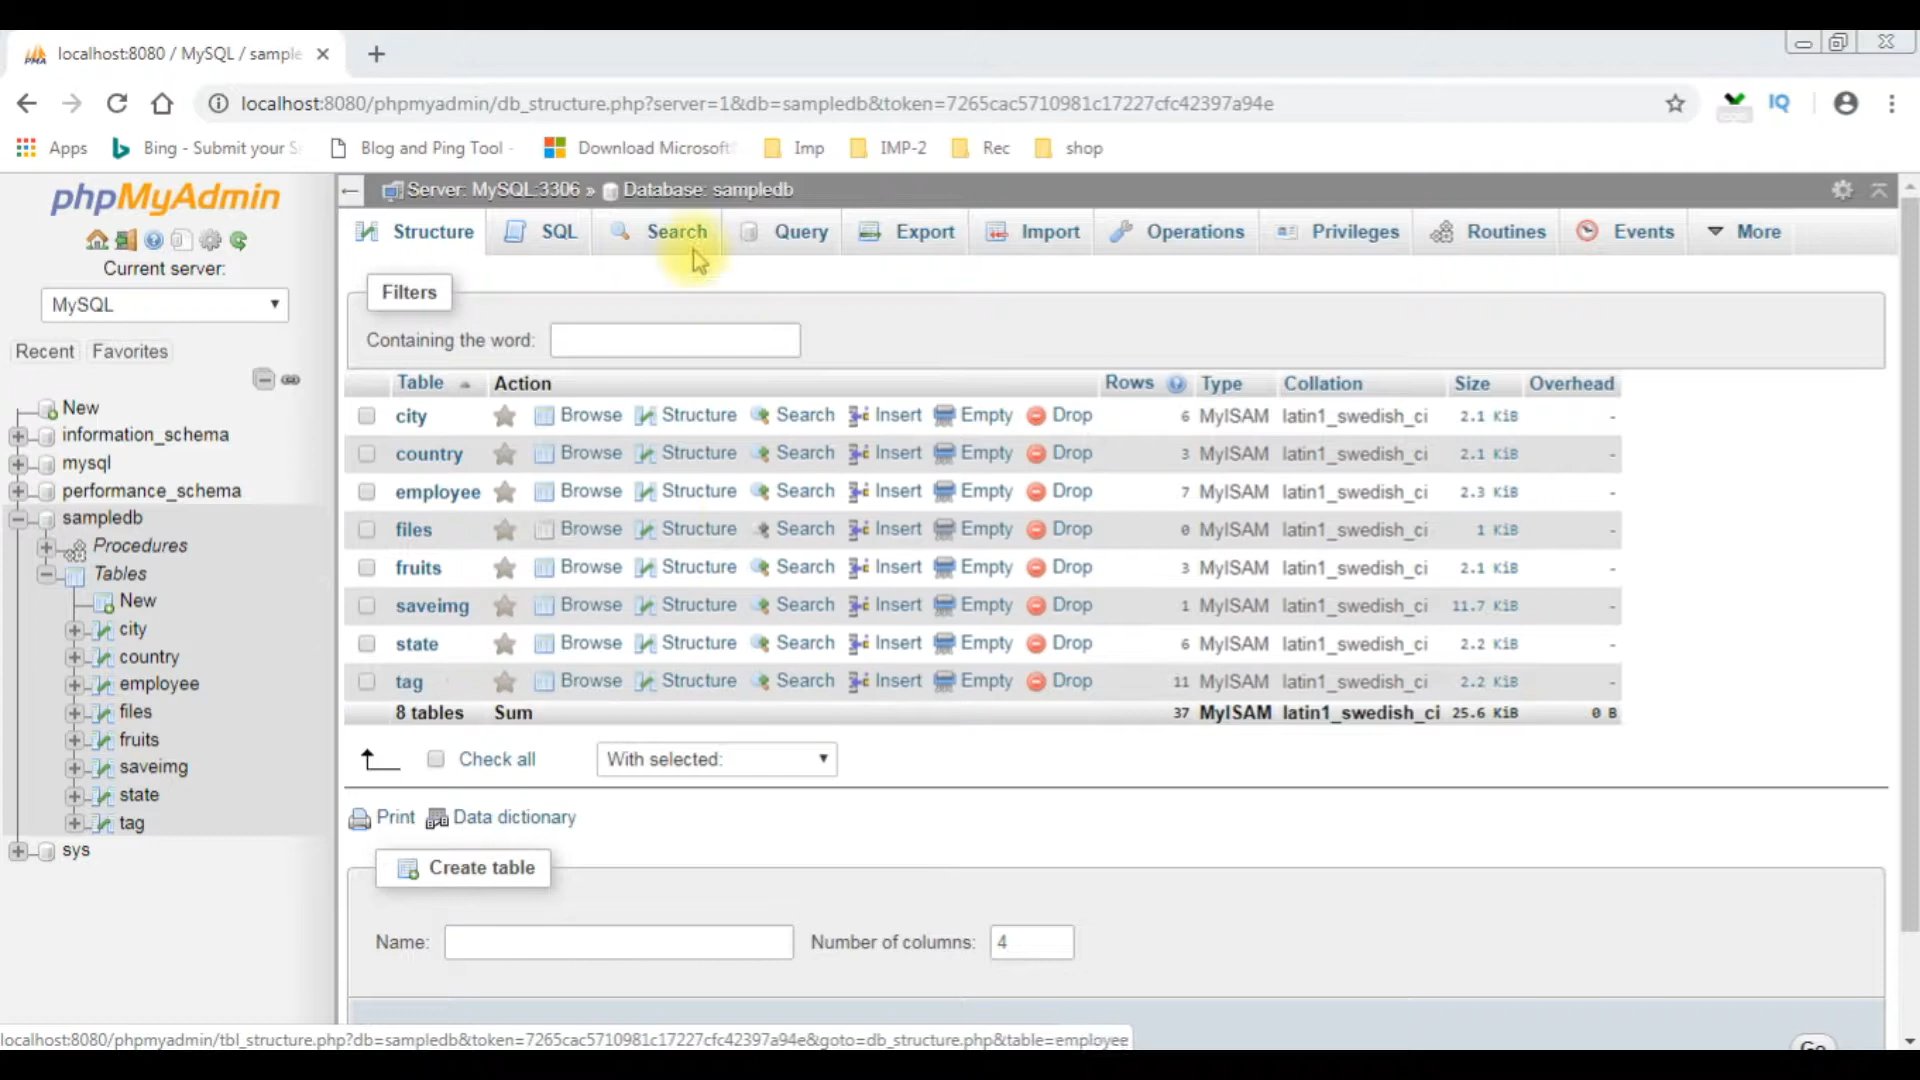 localhost:8080 / MySQL / sample
localhost:8080/phpmyadmin/db_structure.php?server=1&db=sampledb&token=7265cac5710981c17227cfc42397a94e
IQ
Apps Bing - Submit your S Blog and Ping Tool - Download Microsoft Imp IMP-2 Rec shop
phpMyAdmin
Current server:
MySQL
Recent Favorites
New
information_schema
mysql
performance_schema
sampledb
Procedures
Tables
New
city
country
employee
files
fruits
saveimg
state
tag
sys
Server: MySQL:3306 » Database: sampledb
Structure SQL Search Query Export Import Operations Privileges Routines Events More
Filters
Containing the word:
Table Action Rows Type Collation Size Overhead
city Browse Structure Search Insert Empty Drop 6 MyISAM latin1_swedish_ci 2.1 KiB -
country Browse Structure Search Insert Empty Drop 3 MyISAM latin1_swedish_ci 2.1 KiB -
employee Browse Structure Search Insert Empty Drop 7 MyISAM latin1_swedish_ci 2.3 KiB -
files Browse Structure Search Insert Empty Drop 0 MyISAM latin1_swedish_ci 1 KiB -
fruits Browse Structure Search Insert Empty Drop 3 MyISAM latin1_swedish_ci 2.1 KiB -
saveimg Browse Structure Search Insert Empty Drop 1 MyISAM latin1_swedish_ci 11.7 KiB -
state Browse Structure Search Insert Empty Drop 6 MyISAM latin1_swedish_ci 2.2 KiB -
tag Browse Structure Search Insert Empty Drop 11 MyISAM latin1_swedish_ci 2.2 KiB -
8 tables Sum 37 MyISAM latin1_swedish_ci 25.6 KiB 0 B
Check all With selected:
Print Data dictionary
Create table
Name: Number of columns: 4
Go
localhost:8080/phpmyadmin/tbl_structure.php?db=sampledb&token=7265cac5710981c17227cfc42397a94e&goto=db_structure.php&table=employee